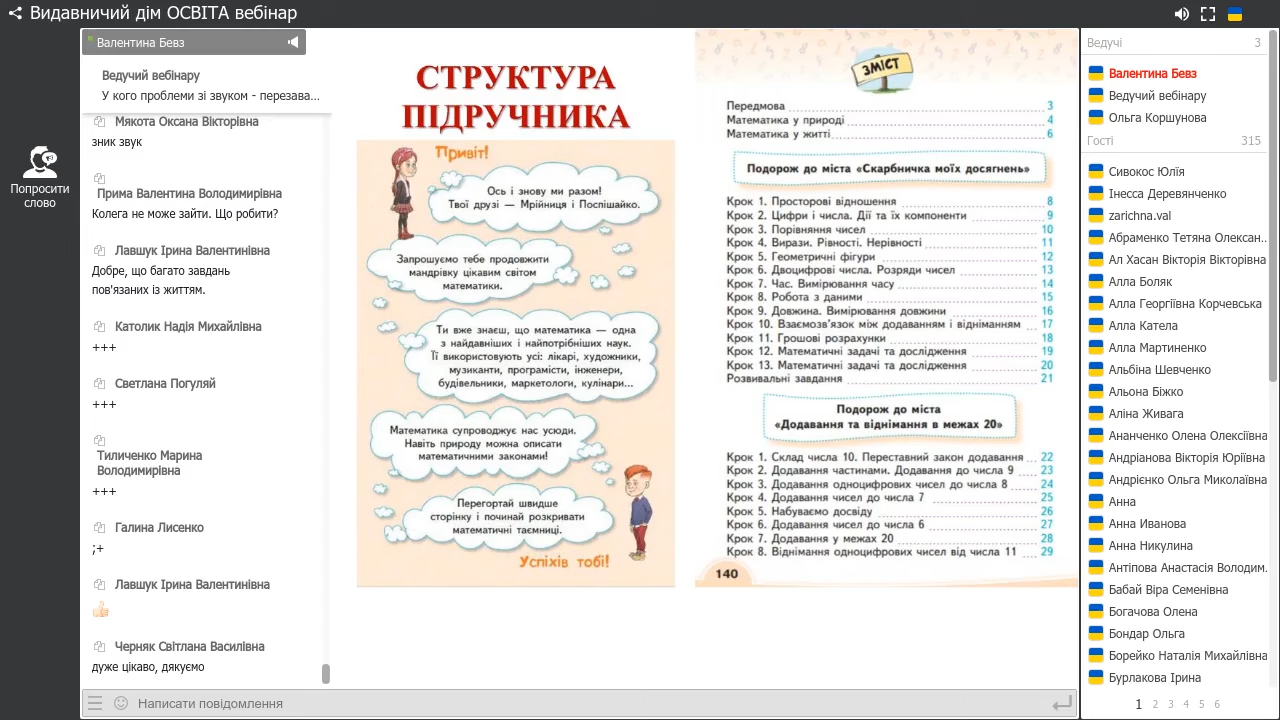 Видавничий дім ОСВІТА вебінар
Попросити
слово
Валентина Бевз
Ведучий вебінару
У кого проблеми зі звуком - перезава...
Мякота Оксана Вікторівна
зник звук
Прима Валентина Володимирівна
Колега не може зайти. Що робити?
Лавшук Ірина Валентинівна
Добре, що багато завдань
пов'язаних із життям.
Католик Надія Михайлівна
+++
Светлана Погуляй
+++
Тиличенко Марина
Володимирівна
+++
Галина Лисенко
;+
Лавшук Ірина Валентинівна
Черняк Світлана Василівна
дуже цікаво, дякуємо
Написати повідомлення
СТРУКТУРА
ПІДРУЧНИКА
Привіт!
Ось і знову ми разом!
Твої друзі — Мрійниця і Поспішайко.
Запрошуємо тебе продовжити
мандрівку цікавим світом
математики.
Ти вже знаєш, що математика — одна
з найдавніших і найпотрібніших наук.
Її використовують усі: лікарі, художники,
музиканти, програмісти, інженери,
будівельники, маркетологи, кулінари...
Математика супроводжує нас усюди.
Навіть природу можна описати
математичними законами!
Перегортай швидше
сторінку і починай розкривати
математичні таємниці.
Успіхів тобі!
ЗМІСТ
Передмова 3
Математика у природі 4
Математика у житті 6
Подорож до міста «Скарбничка моїх досягнень»
Крок 1. Просторові відношення 8
Крок 2. Цифри і числа. Дії та їх компоненти 9
Крок 3. Порівняння чисел 10
Крок 4. Вирази. Рівності. Нерівності 11
Крок 5. Геометричні фігури 12
Крок 6. Двоцифрові числа. Розряди чисел 13
Крок 7. Час. Вимірювання часу 14
Крок 8. Робота з даними 15
Крок 9. Довжина. Вимірювання довжини 16
Крок 10. Взаємозв'язок між додаванням і відніманням 17
Крок 11. Грошові розрахунки 18
Крок 12. Математичні задачі та дослідження 19
Крок 13. Математичні задачі та дослідження 20
Розвивальні завдання 21
Подорож до міста
«Додавання та віднімання в межах 20»
Крок 1. Склад числа 10. Переставний закон додавання 22
Крок 2. Додавання частинами. Додавання до числа 9 23
Крок 3. Додавання одноцифрових чисел до числа 8 24
Крок 4. Додавання чисел до числа 7 25
Крок 5. Набуваємо досвіду 26
Крок 6. Додавання чисел до числа 6 27
Крок 7. Додавання у межах 20 28
Крок 8. Віднімання одноцифрових чисел від числа 11 29
140
Ведучі 3
Валентина Бевз
Ведучий вебінару
Ольга Коршунова
Гості 315
Сивокос Юлія
Інесса Деревянченко
zarichna.val
Абраменко Тетяна Олексан..
Ал Хасан Вікторія Вікторівна
Алла Боляк
Алла Георгіївна Корчевська
Алла Катела
Алла Мартиненко
Альбіна Шевченко
Альона Біжко
Аліна Живага
Ананченко Олена Олексіївна
Андріанова Вікторія Юріївна
Андрієнко Ольга Миколаївна
Анна
Анна Иванова
Анна Никулина
Антіпова Анастасія Володим.
Бабай Віра Семенівна
Богачова Олена
Бондар Ольга
Борейко Наталія Михайлівна
Бурлакова Ірина
1 2 3 4 5 6